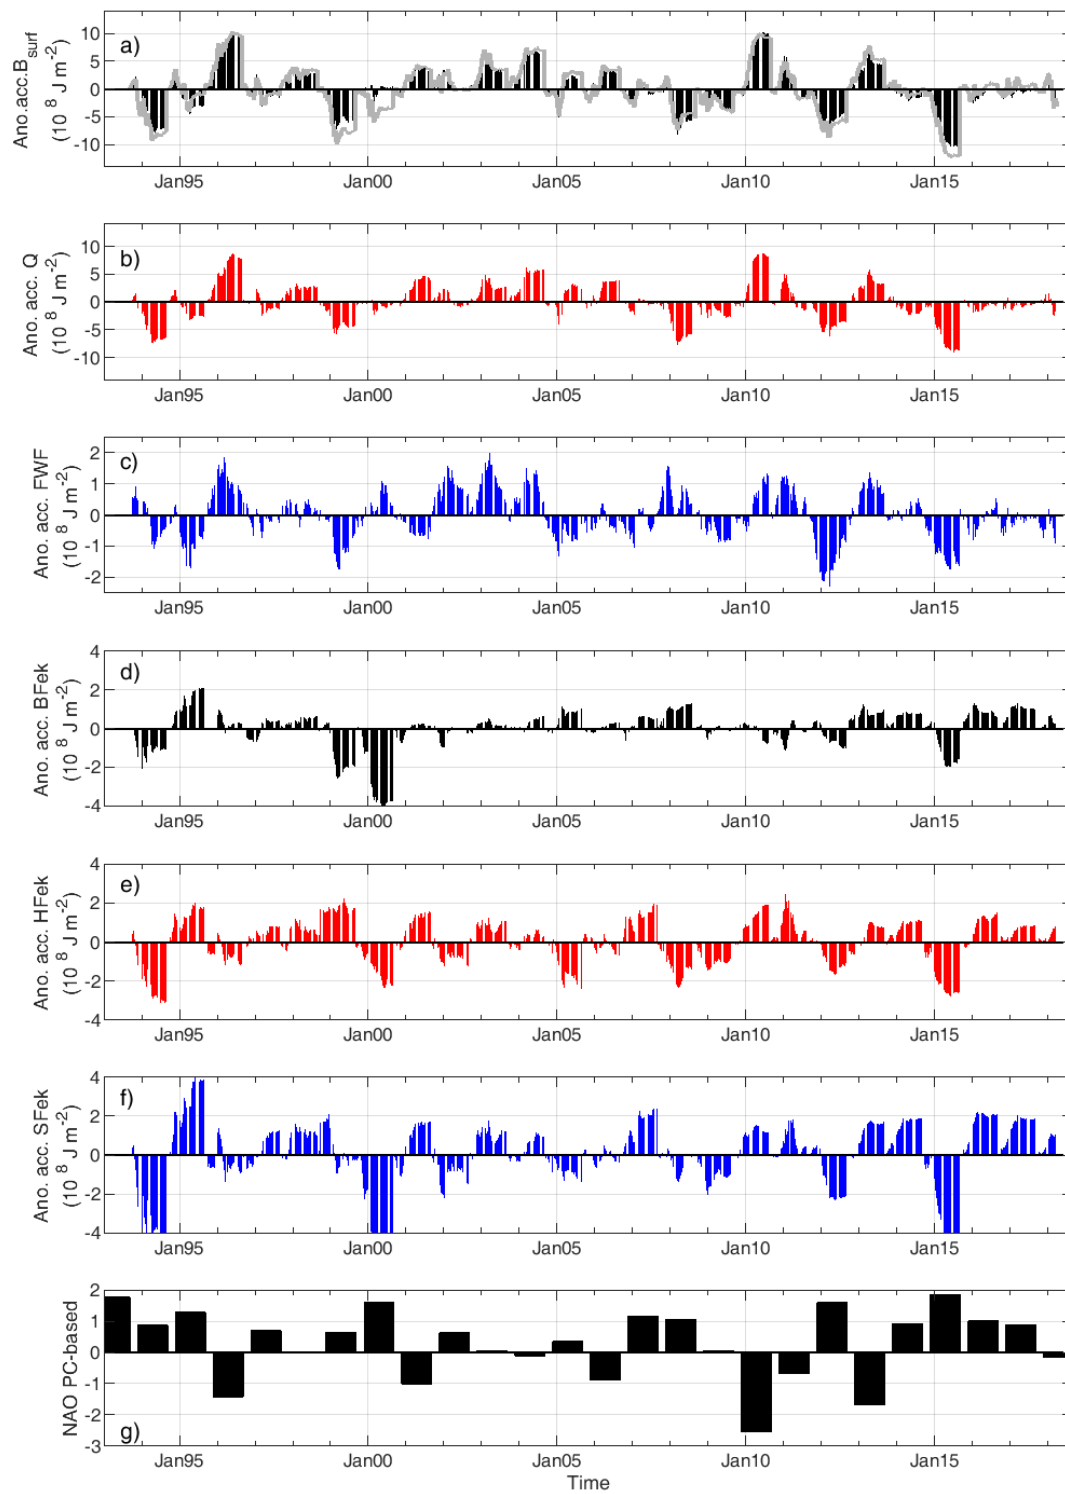 Ano.acc.B_surf
(10^8 J m^-2)
a)
10
5
0
-5
-10
Jan95 Jan00 Jan05 Jan10 Jan15
Ano. acc. Q
(10^8 J m^-2)
b)
10
5
0
-5
-10
Jan95 Jan00 Jan05 Jan10 Jan15
Ano. acc. FWF
(10^8 J m^-2)
c)
2
1
0
-1
-2
Jan95 Jan00 Jan05 Jan10 Jan15
Ano. acc. BFek
(10^8 J m^-2)
d)
4
2
0
-2
-4
Jan95 Jan00 Jan05 Jan10 Jan15
Ano. acc. HFek
(10^8 J m^-2)
e)
4
2
0
-2
-4
Jan95 Jan00 Jan05 Jan10 Jan15
Ano. acc. SFek
(10^8 J m^-2)
f)
4
2
0
-2
-4
Jan95 Jan00 Jan05 Jan10 Jan15
NAO PC-based
g)
2
1
0
-1
-2
-3
Jan95 Jan00 Jan05 Jan10 Jan15
Time